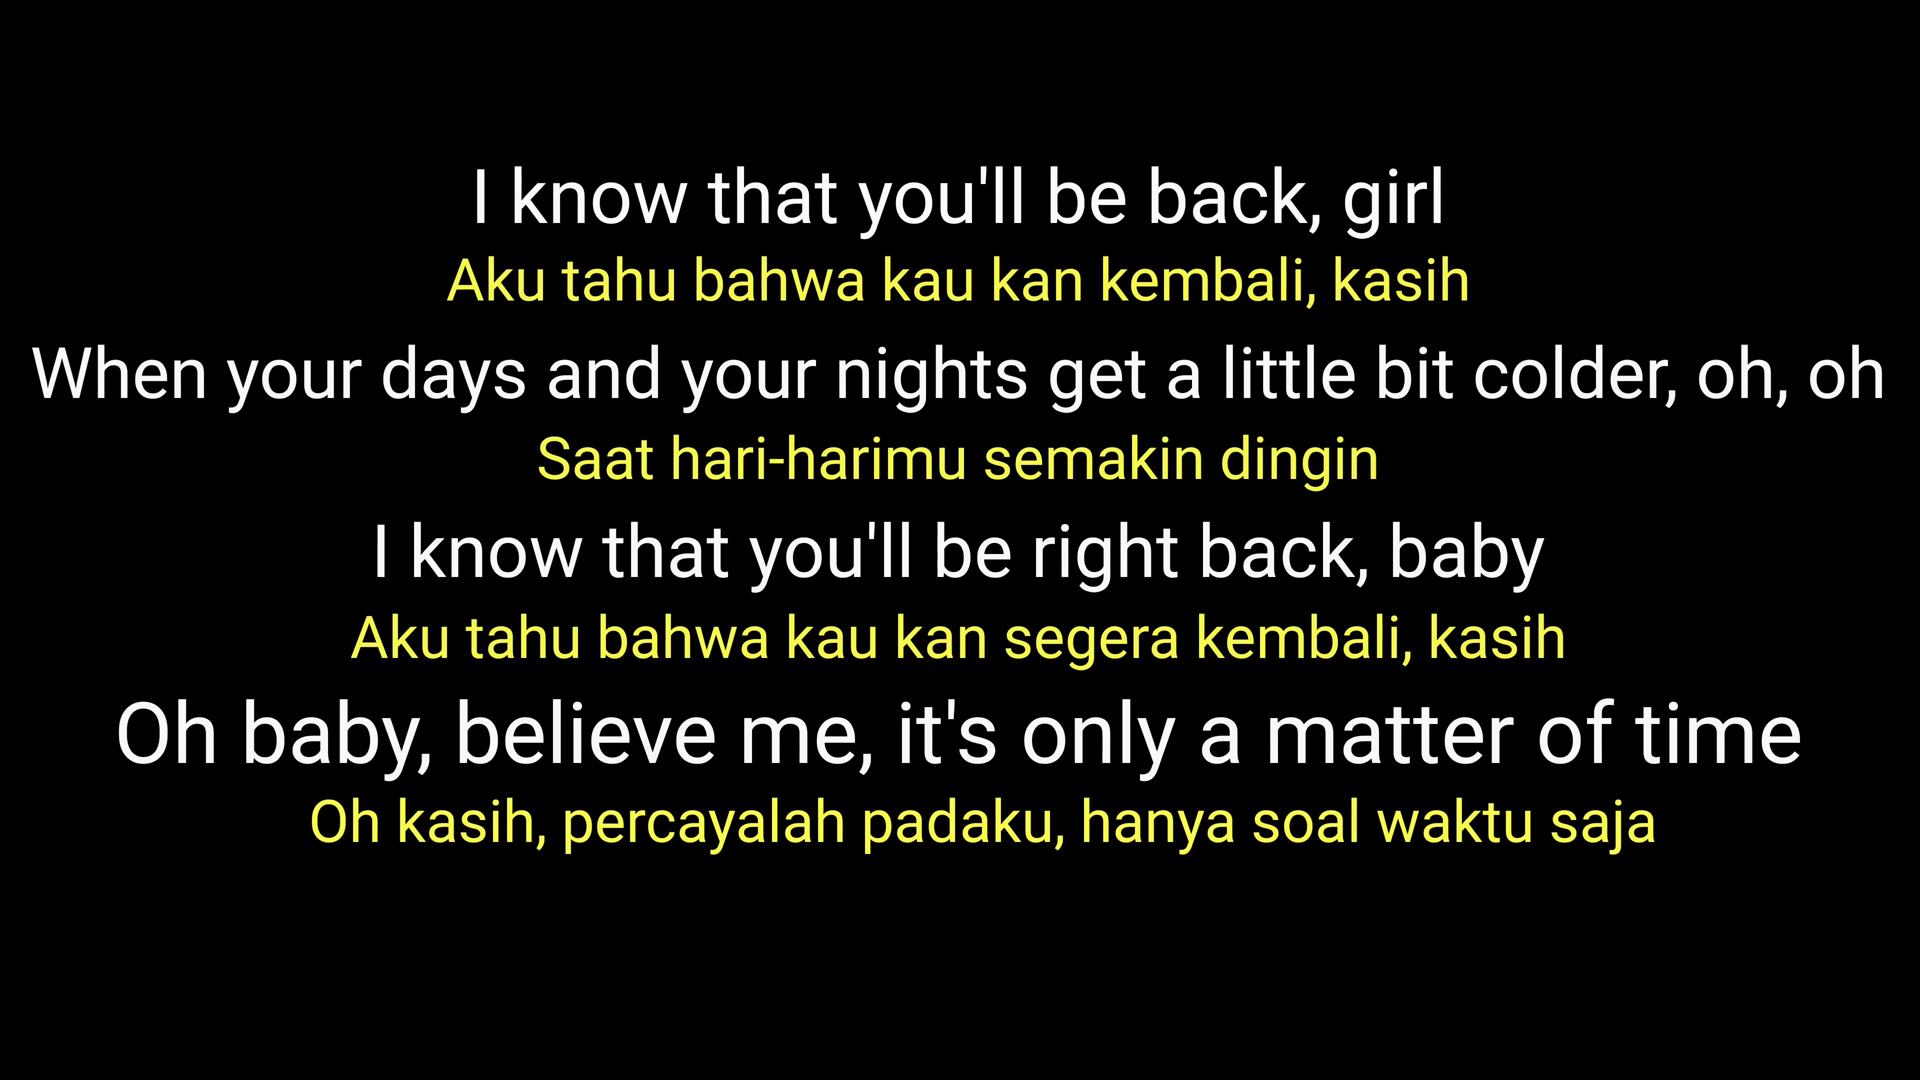 I know that you'll be back, girl
Aku tahu bahwa kau kan kembali, kasih
When your days and your nights get a little bit colder, oh, oh
Saat hari-harimu semakin dingin
I know that you'll be right back, baby
Aku tahu bahwa kau kan segera kembali, kasih
Oh baby, believe me, it's only a matter of time
Oh kasih, percayalah padaku, hanya soal waktu saja